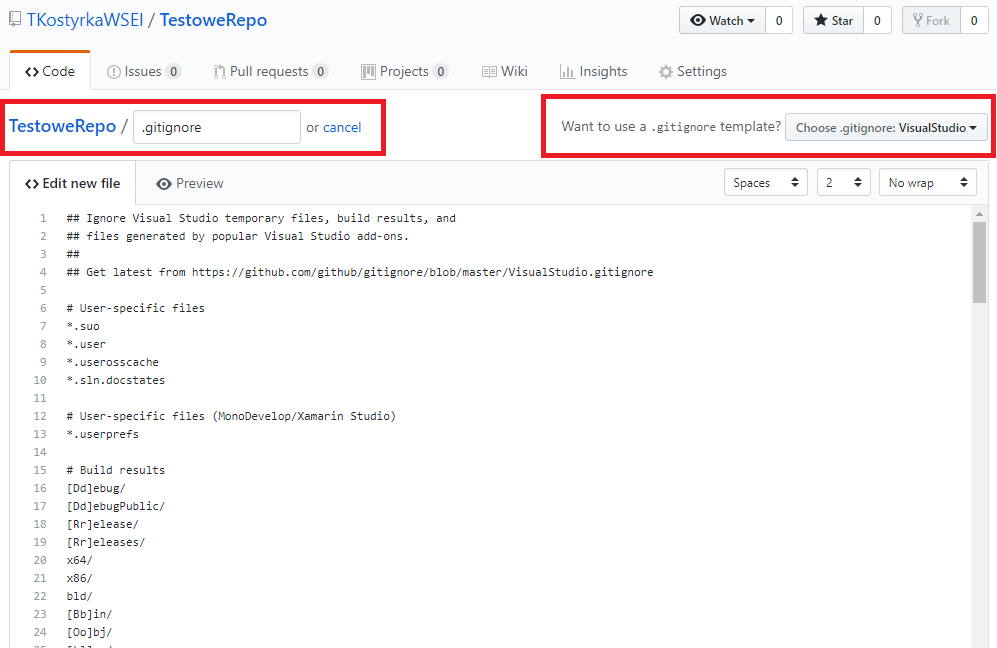 TKostyrkaWSEI / TestoweRepo
Watch 0 Star 0 Fork 0
Code Issues 0 Pull requests 0 Projects 0 Wiki Insights Settings
TestoweRepo / .gitignore or cancel
Want to use a .gitignore template? Choose .gitignore: VisualStudio
Edit new file Preview
Spaces 2 No wrap
1 ## Ignore Visual Studio temporary files, build results, and
2 ## files generated by popular Visual Studio add-ons.
3 ##
4 ## Get latest from https://github.com/github/gitignore/blob/master/VisualStudio.gitignore
5
6 # User-specific files
7 *.suo
8 *.user
9 *.userosscache
10 *.sln.docstates
11
12 # User-specific files (MonoDevelop/Xamarin Studio)
13 *.userprefs
14
15 # Build results
16 [Dd]ebug/
17 [Dd]ebugPublic/
18 [Rr]elease/
19 [Rr]eleases/
20 x64/
21 x86/
22 bld/
23 [Bb]in/
24 [Oo]bj/